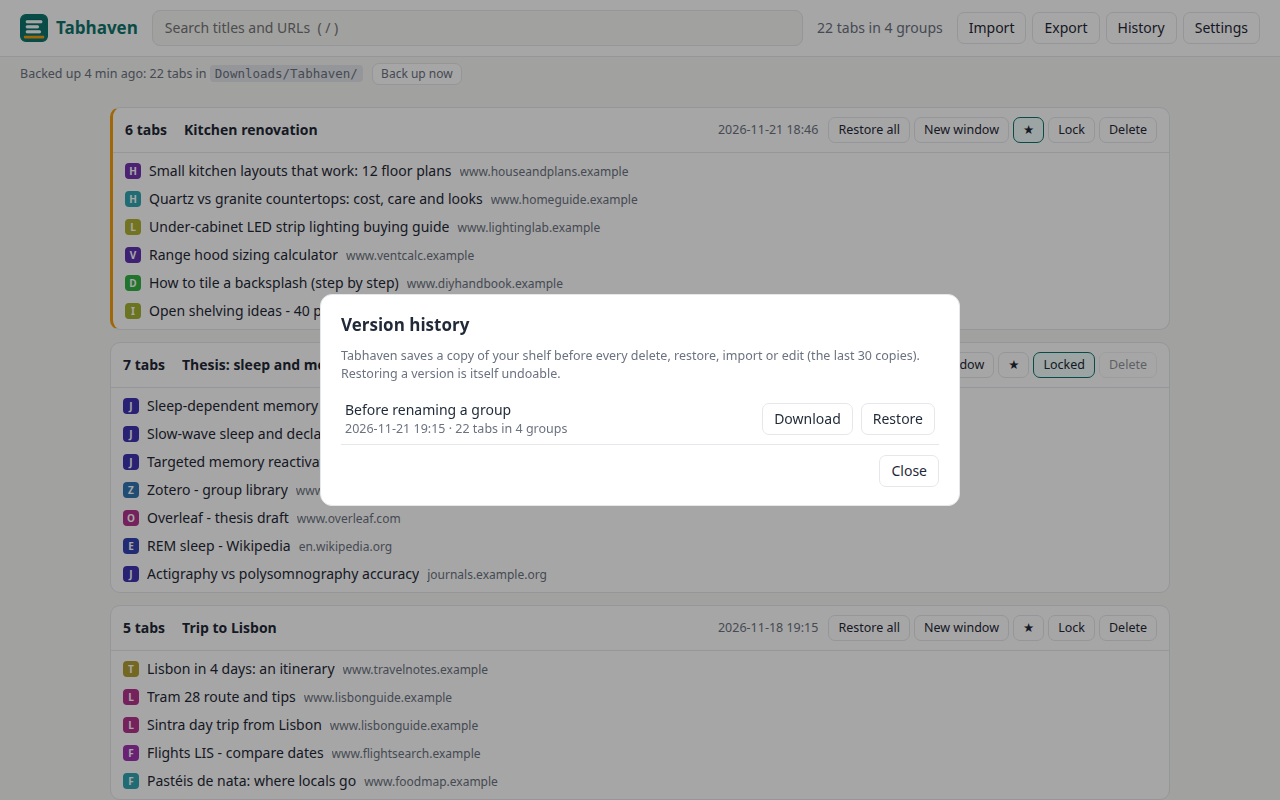 Tabhaven
Search titles and URLs ( / )
22 tabs in 4 groups
Import
Export
History
Settings
Backed up 4 min ago: 22 tabs in Downloads/Tabhaven/
Back up now
6 tabs Kitchen renovation
2026-11-21 18:46
Restore all
New window
★
Lock
Delete
H Small kitchen layouts that work: 12 floor plans www.houseandplans.example
H Quartz vs granite countertops: cost, care and looks www.homeguide.example
L Under-cabinet LED strip lighting buying guide www.lightinglab.example
V Range hood sizing calculator www.ventcalc.example
D How to tile a backsplash (step by step) www.diyhandbook.example
I Open shelving ideas - 40 p
Version history
Tabhaven saves a copy of your shelf before every delete, restore, import or edit (the last 30 copies).
Restoring a version is itself undoable.
Before renaming a group
2026-11-21 19:15 · 22 tabs in 4 groups
Download
Restore
Close
7 tabs Thesis: sleep and
dow
★
Locked
Delete
J Sleep-dependent memory
J Slow-wave sleep and decla
J Targeted memory reactiva
Z Zotero - group library www
O Overleaf - thesis draft www.overleaf.com
E REM sleep - Wikipedia en.wikipedia.org
J Actigraphy vs polysomnography accuracy journals.example.org
5 tabs Trip to Lisbon
2026-11-18 19:15
Restore all
New window
★
Lock
Delete
T Lisbon in 4 days: an itinerary www.travelnotes.example
L Tram 28 route and tips www.lisbonguide.example
L Sintra day trip from Lisbon www.lisbonguide.example
F Flights LIS - compare dates www.flightsearch.example
F Pastéis de nata: where locals go www.foodmap.example